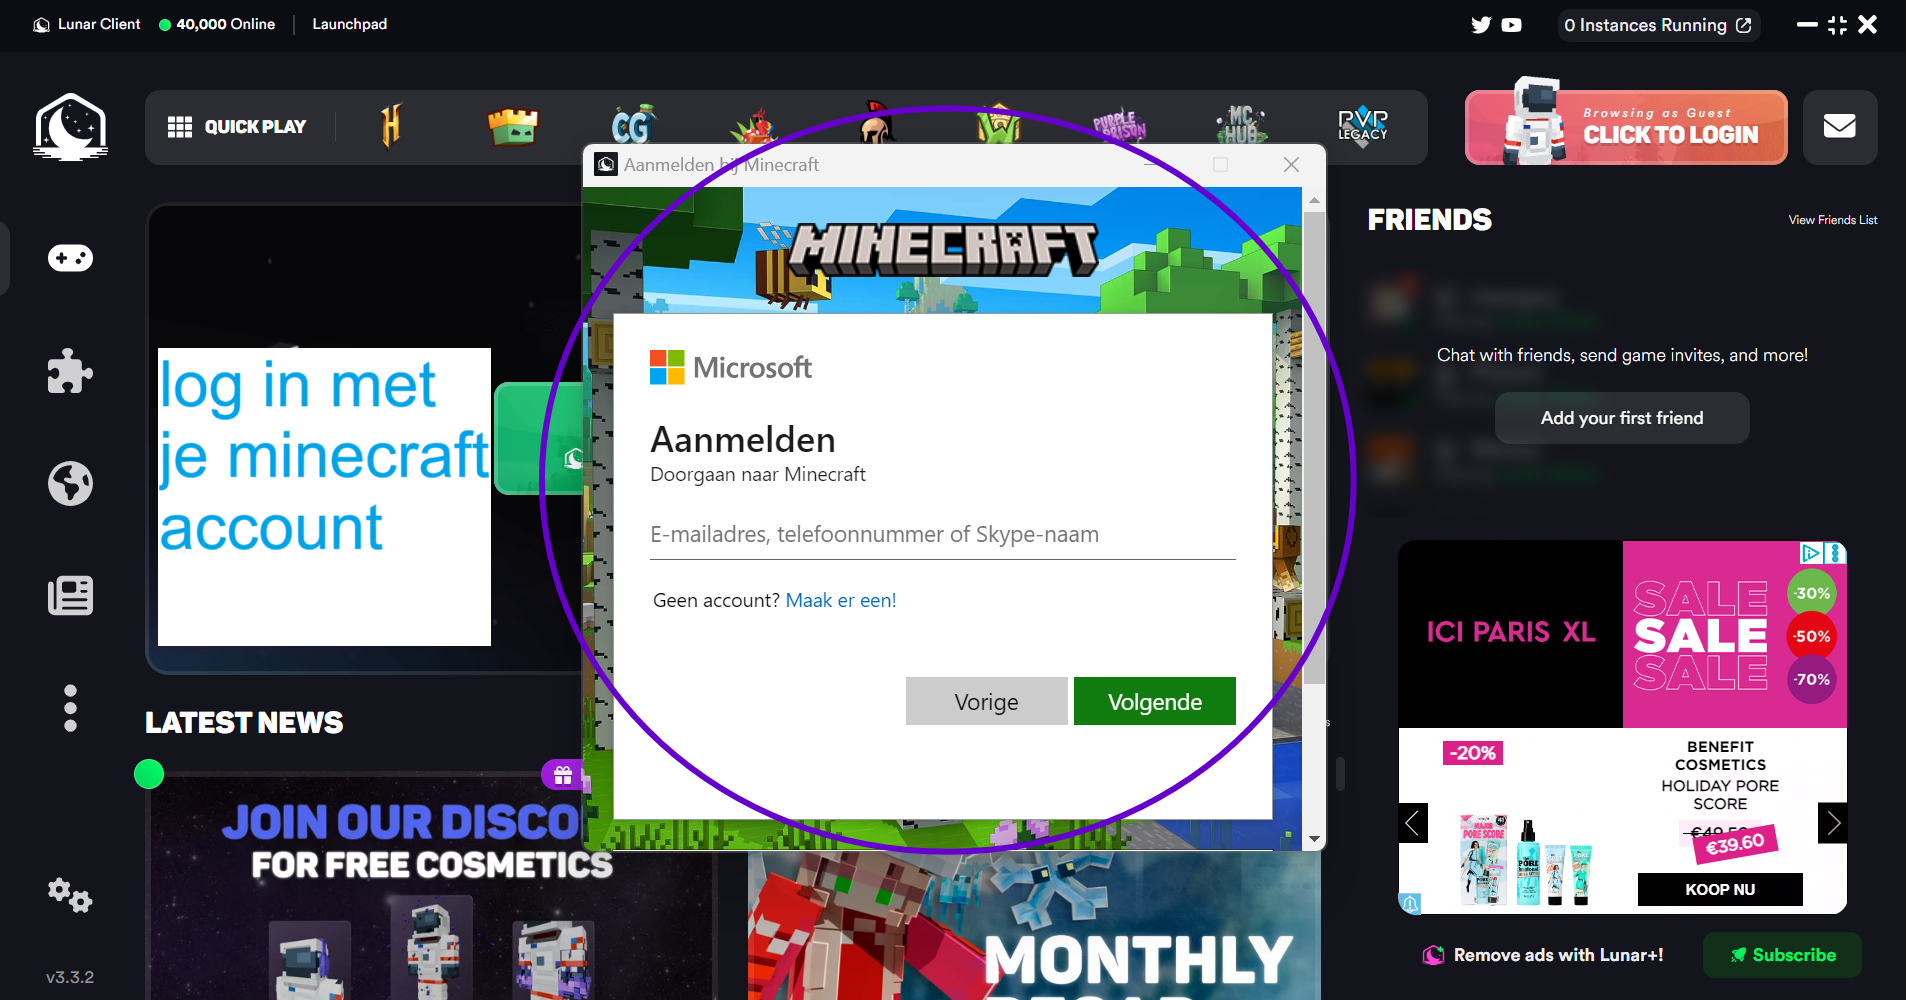 Lunar Client
40,000 Online
Launchpad
0 Instances Running
QUICK PLAY
CG
PURPLE PRISON
MC HUB
PVP LEGACY
Browsing as Guest
CLICK TO LOGIN
Aanmelden bij Minecraft
MINECRAFT
Microsoft
Aanmelden
Doorgaan naar Minecraft
E-mailadres, telefoonnummer of Skype-naam
Geen account? Maak er een!
Vorige
Volgende
log in met
je minecraft
account
FRIENDS
View Friends List
Chat with friends, send game invites, and more!
Add your first friend
ICI PARIS XL
SALE
SALE
SALE
-30%
-50%
-70%
-20%
BENEFIT
COSMETICS
HOLIDAY PORE
SCORE
€39.60
KOOP NU
Remove ads with Lunar+!
Subscribe
LATEST NEWS
JOIN OUR DISCO
FOR FREE COSMETICS
MONTHLY
v3.3.2